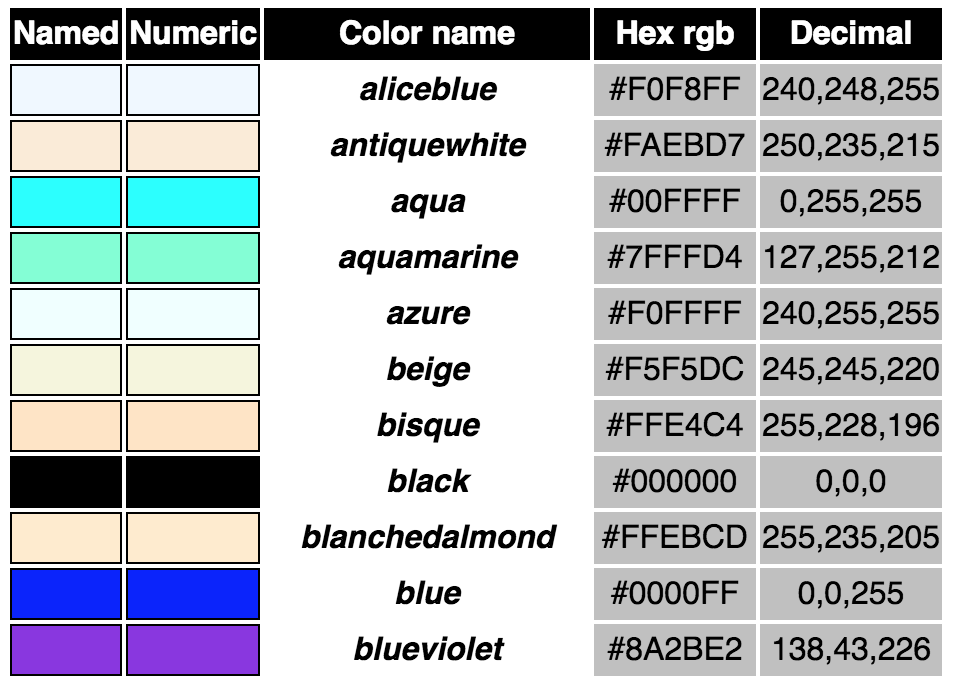 Named Numeric Color name Hex rgb Decimal
aliceblue #F0F8FF 240,248,255
antiquewhite #FAEBD7 250,235,215
aqua #00FFFF 0,255,255
aquamarine #7FFFD4 127,255,212
azure #F0FFFF 240,255,255
beige #F5F5DC 245,245,220
bisque #FFE4C4 255,228,196
black #000000 0,0,0
blanchedalmond #FFEBCD 255,235,205
blue #0000FF 0,0,255
blueviolet #8A2BE2 138,43,226